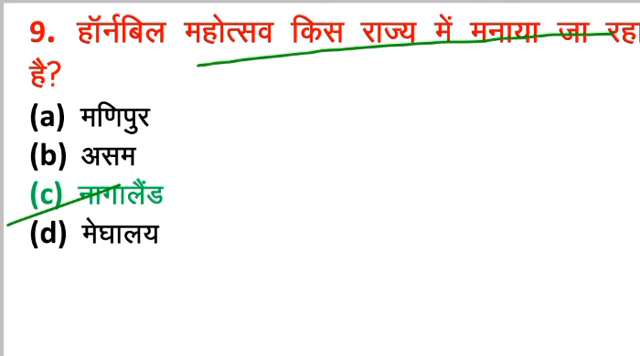 9. हॉर्नबिल महोत्सव किस राज्य में मनाया जा रहा
है?
(a) मणिपुर
(b) असम
(c) नागालैंड
(d) मेघालय